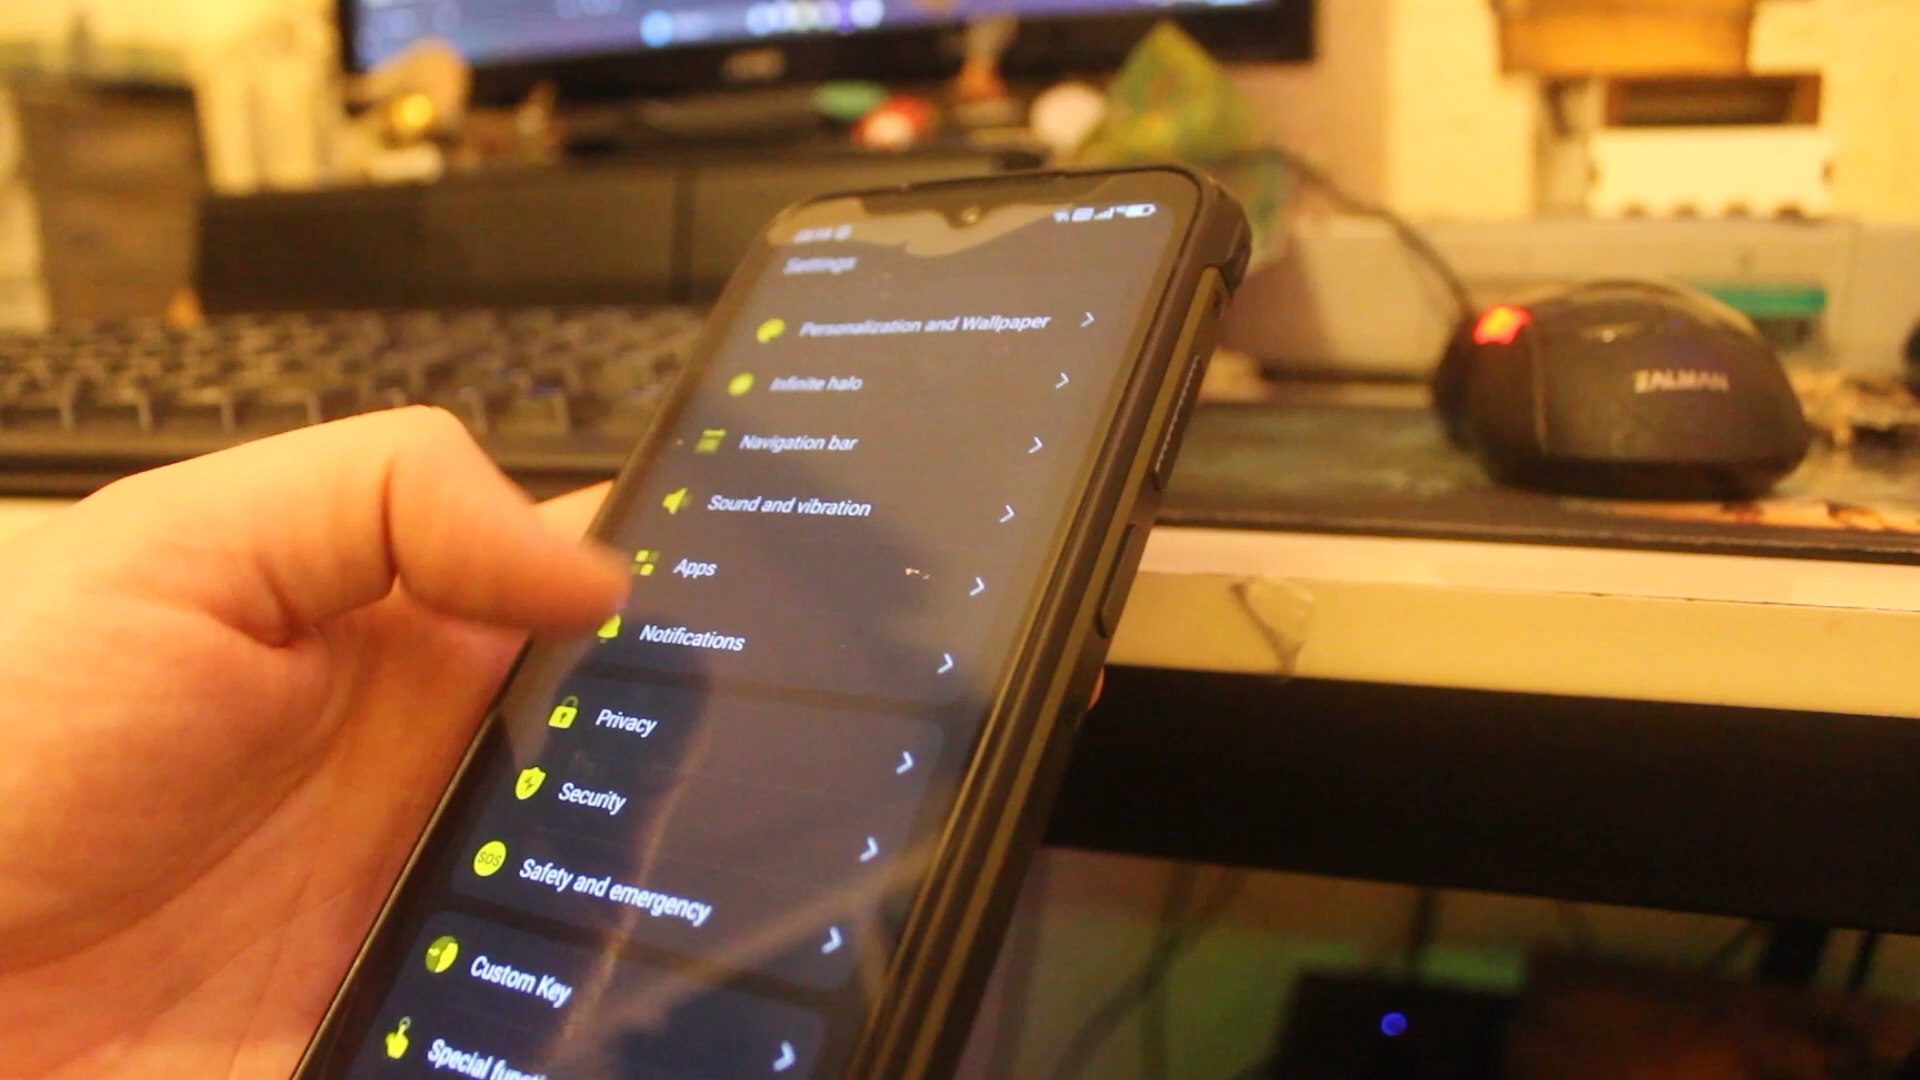 Settings
Personalization and Wallpaper
Infinite halo
Navigation bar
Sound and vibration
Apps
Notifications
Privacy
Security
SOS
Safety and emergency
Custom Key
Special
ZALMAN